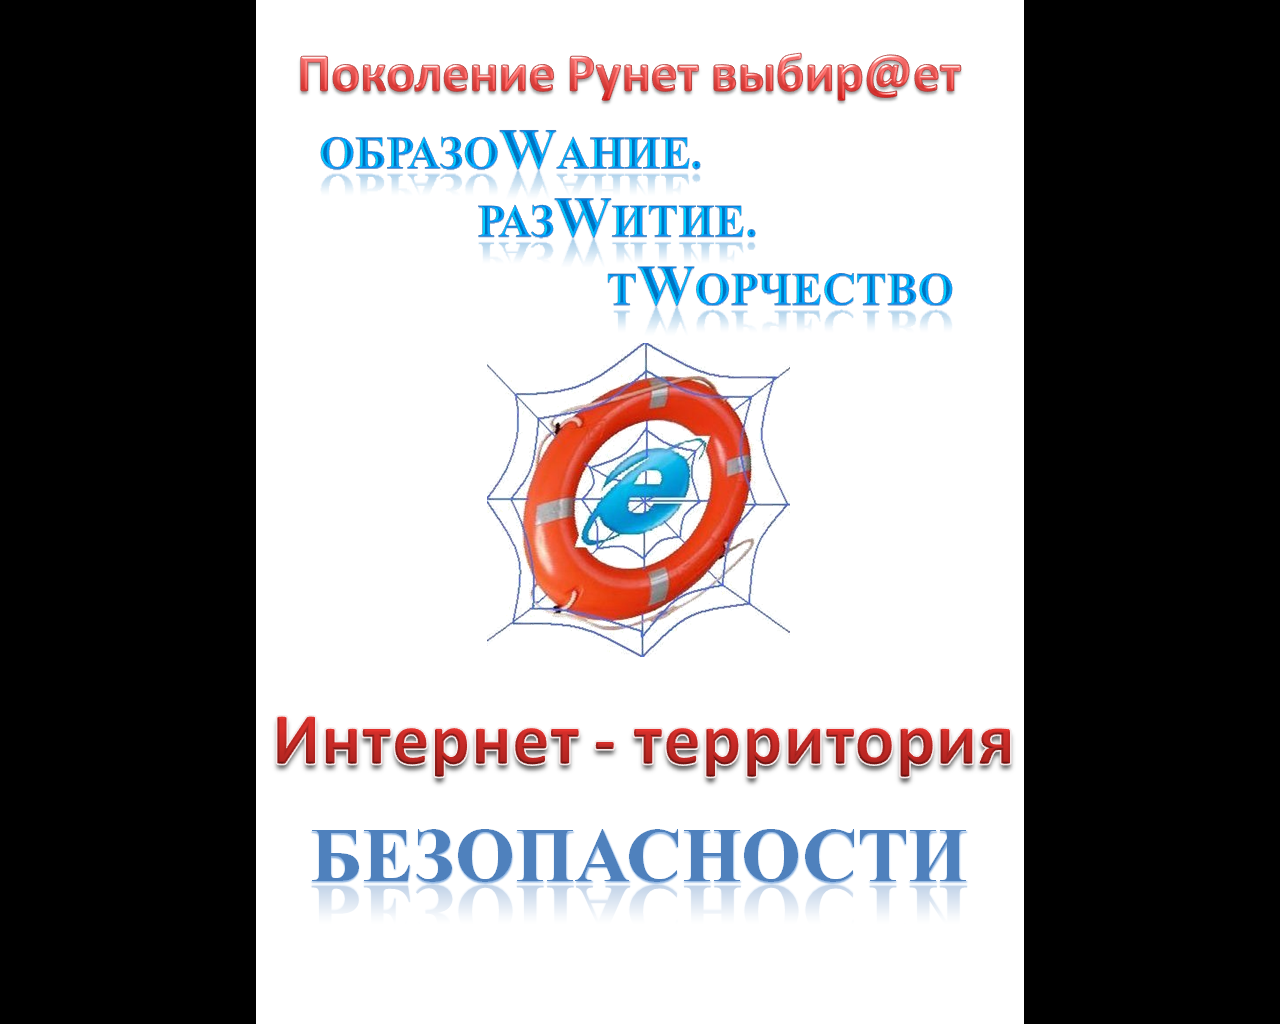 Поколение Рунет выбир@ет
ОБРАЗОWАНИЕ.
РАЗWИТИЕ.
ТWОРЧЕСТВО
Интернет - территория
БЕЗОПАСНОСТИ